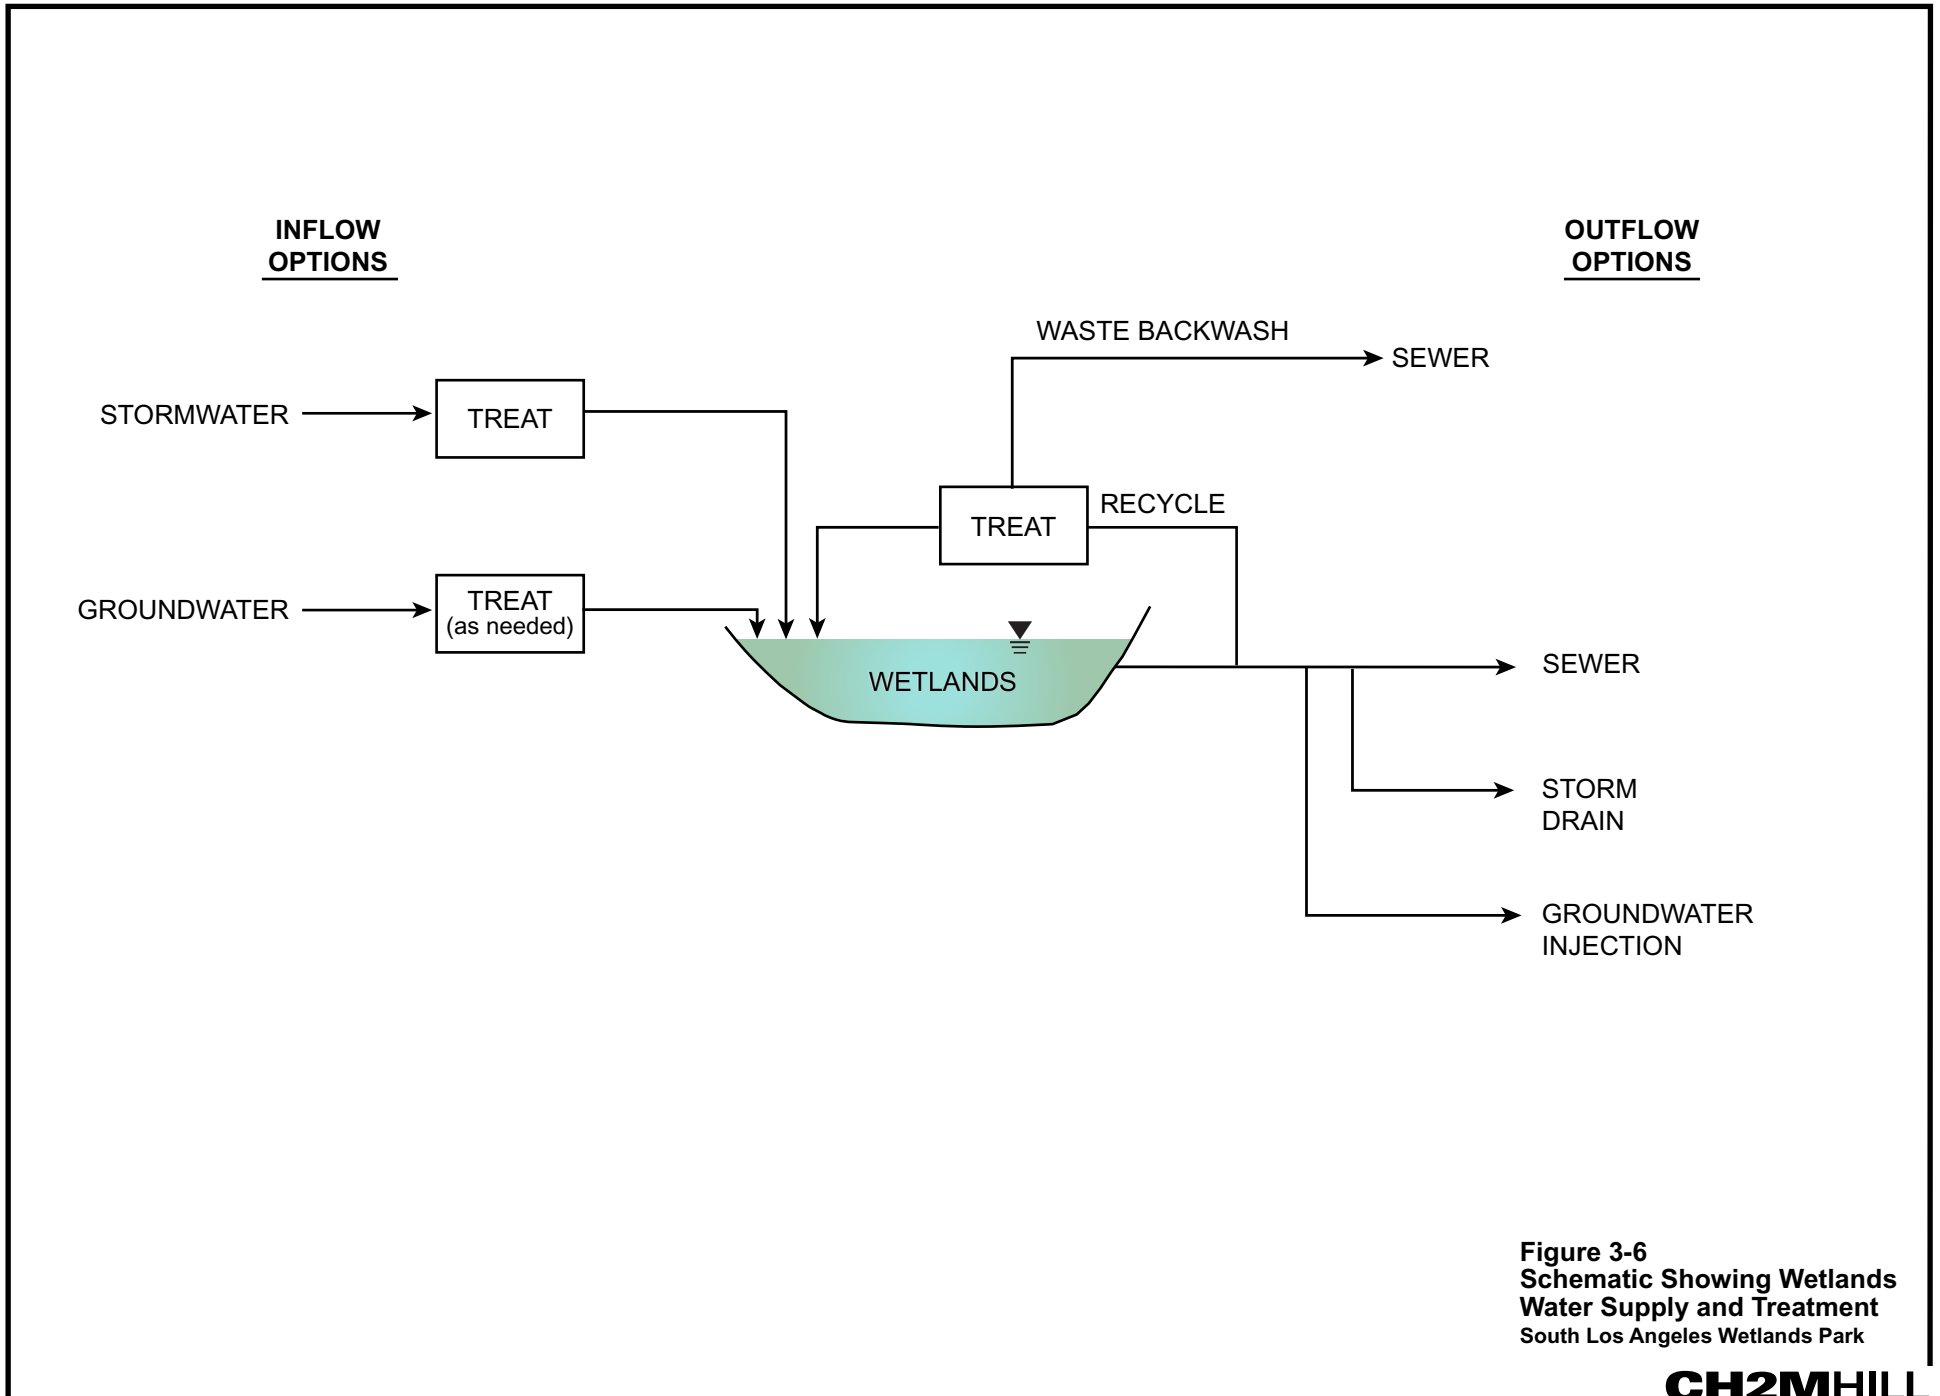 INFLOW
OPTIONS
OUTFLOW
OPTIONS
WASTE BACKWASH
SEWER
STORMWATER
TREAT
RECYCLE
TREAT
GROUNDWATER
TREAT
(as needed)
WETLANDS
SEWER
STORM
DRAIN
GROUNDWATER
INJECTION
Figure 3-6
Schematic Showing Wetlands
Water Supply and Treatment
South Los Angeles Wetlands Park
CH2MHILL